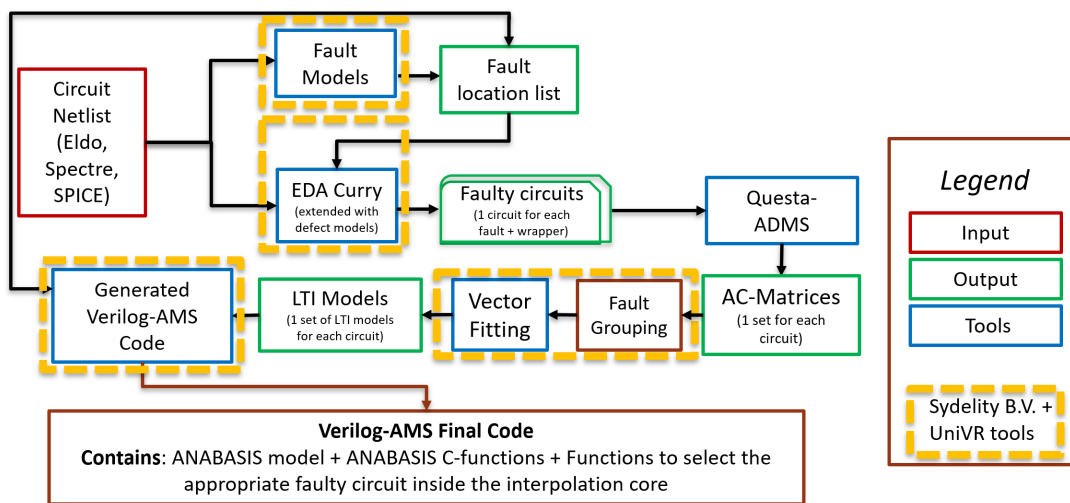 Fault
Models
Fault
location list
Circuit
Netlist
(Eldo,
Spectre,
SPICE)
EDA Curry
(extended with
defect models)
Faulty circuits
(1 circuit for each
fault + wrapper)
Questa-
ADMS
Generated
Verilog-AMS
Code
LTI Models
(1 set of LTI models
for each circuit)
Vector
Fitting
Fault
Grouping
AC-Matrices
(1 set for each
circuit)
Verilog-AMS Final Code
Contains: ANABASIS model + ANABASIS C-functions + Functions to select the
appropriate faulty circuit inside the interpolation core
Legend
Input
Output
Tools
Sydelity B.V. +
UniVR tools